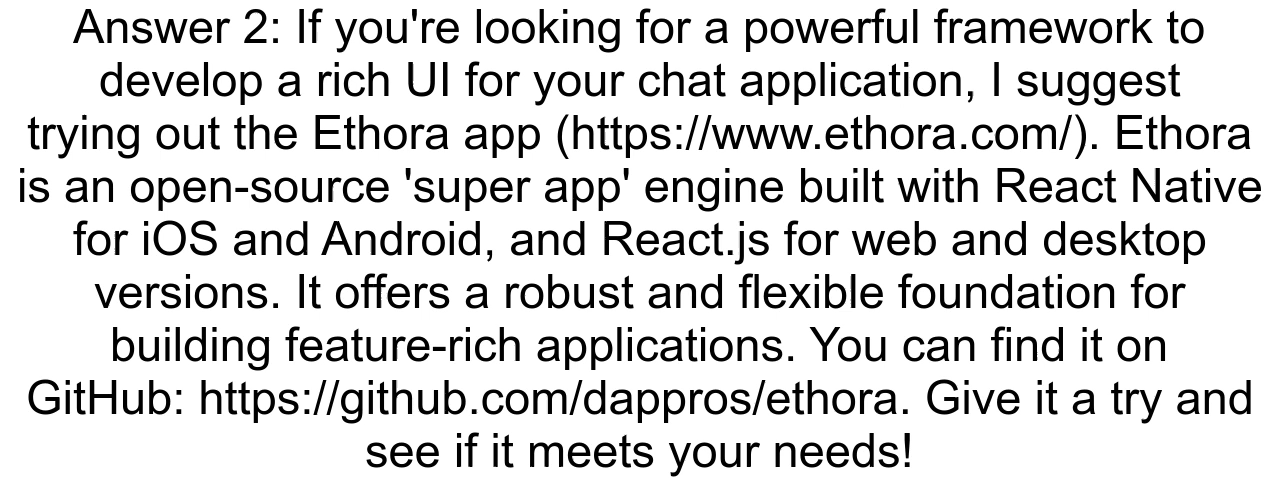 Answer 2: If you're looking for a powerful framework to
develop a rich UI for your chat application, I suggest
trying out the Ethora app (https://www.ethora.com/). Ethora
is an open-source 'super app' engine built with React Native
for iOS and Android, and React.js for web and desktop
versions. It offers a robust and flexible foundation for
building feature-rich applications. You can find it on
GitHub: https://github.com/dappros/ethora. Give it a try and
see if it meets your needs!